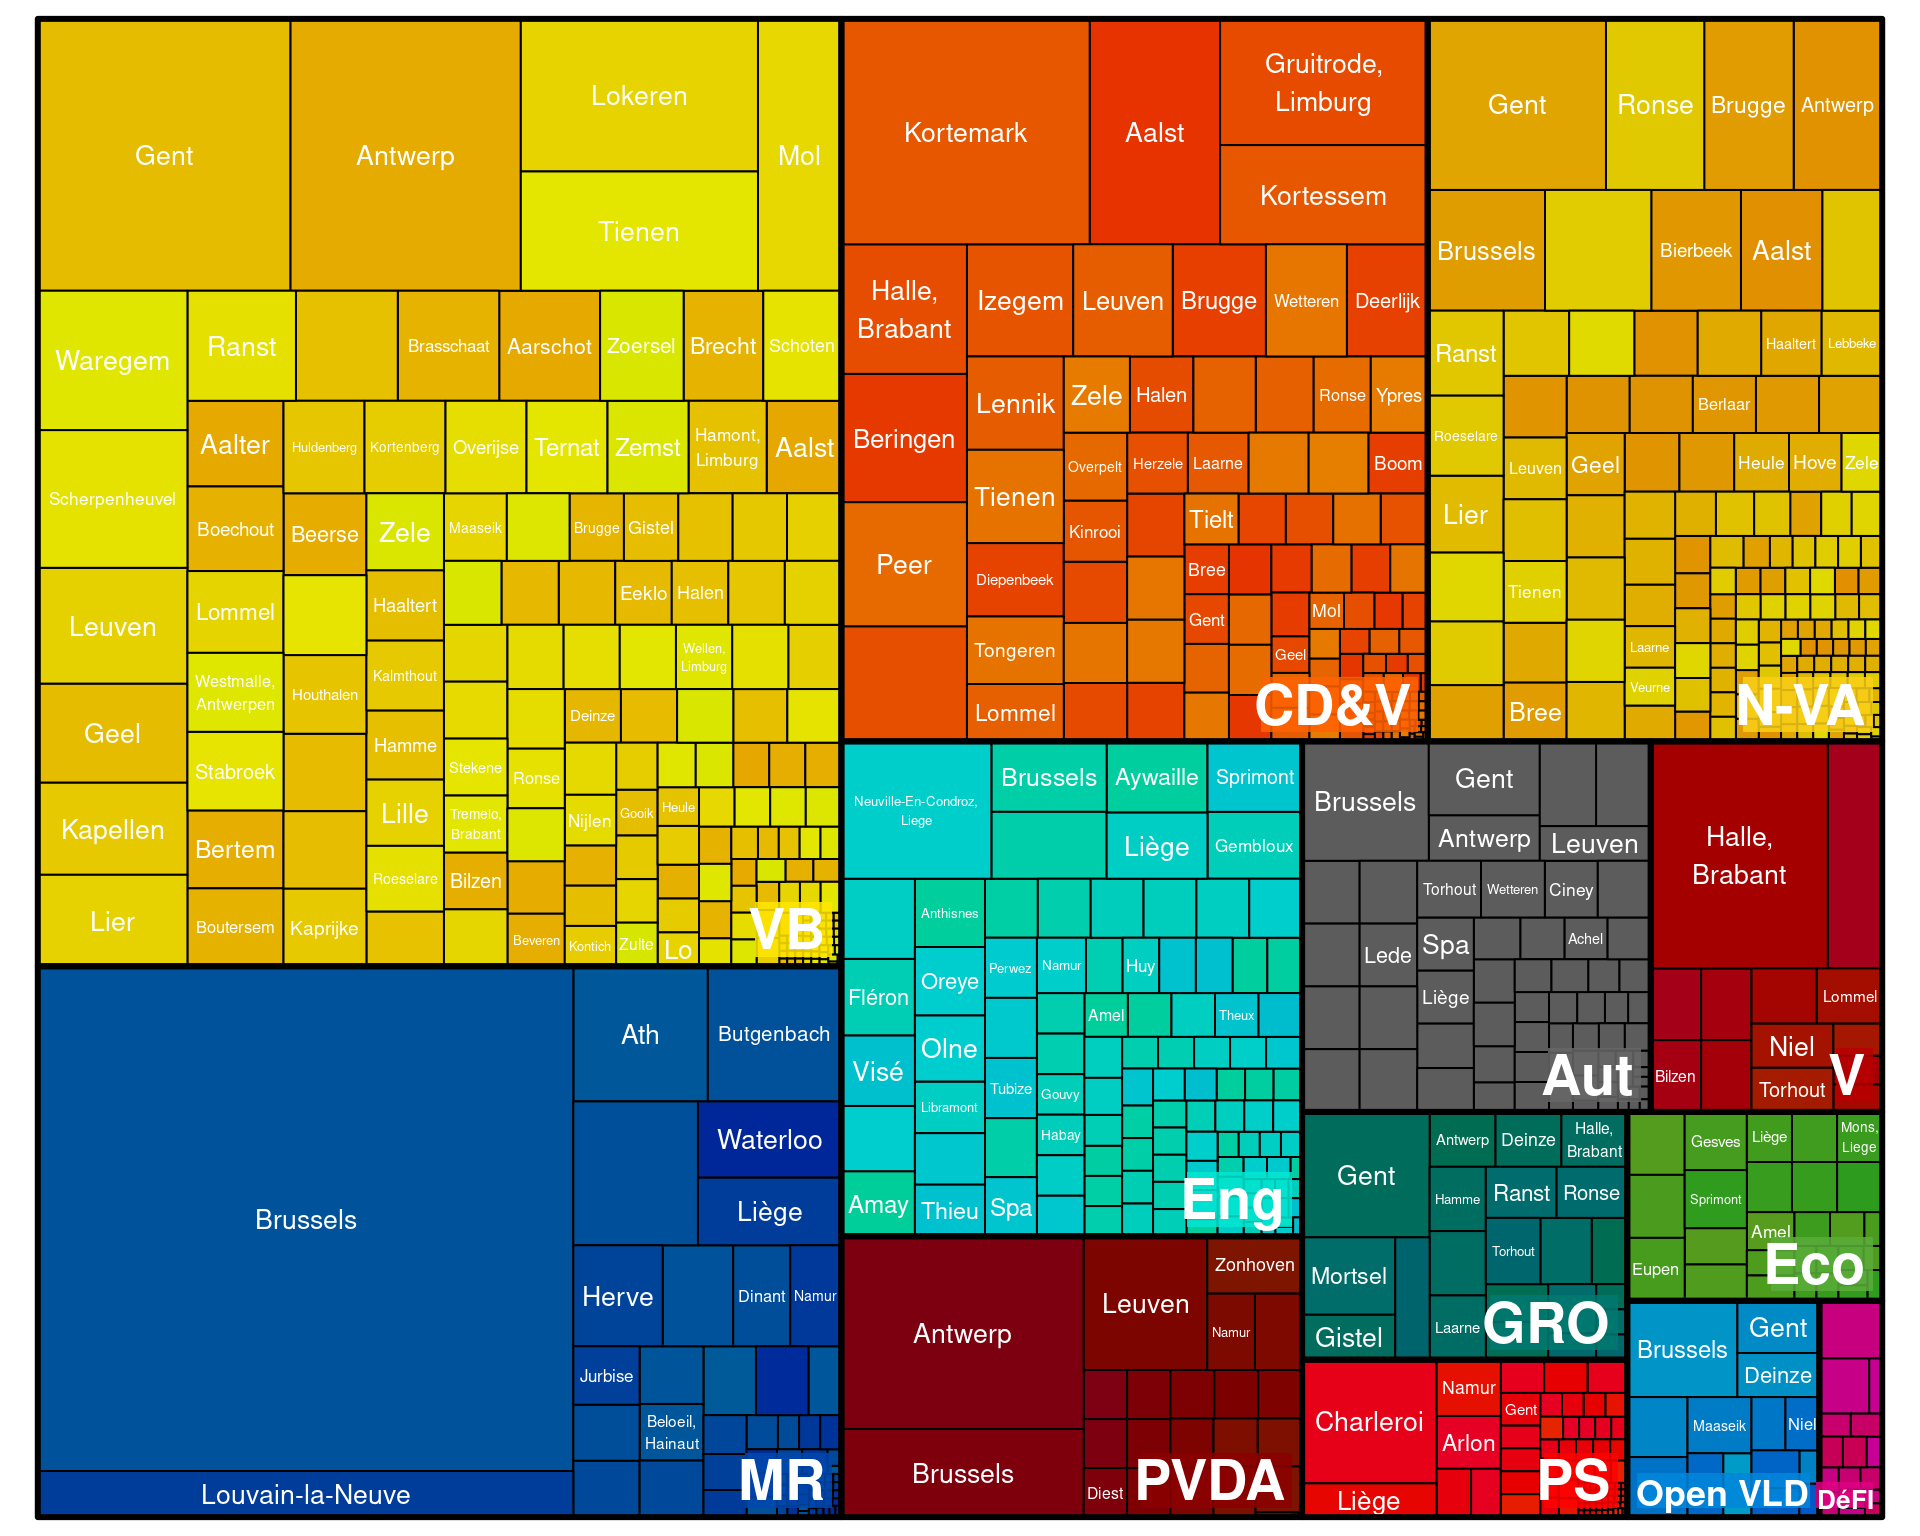 Gent
Antwerp
Lokeren
Tienen
Mol
Waregem
Ranst
Brasschaat
Aarschot
Zoersel
Brecht
Schoten
Scherpenheuvel
Aalter
Huldenberg
Kortenberg
Overijse
Ternat
Zemst
Hamont,
Limburg
Aalst
Boechout
Beerse
Zele
Maaseik
Brugge
Gistel
Leuven
Lommel
Haaltert
Eeklo
Halen
Westmalle,
Antwerpen
Houthalen
Kalmthout
Wellen,
Limburg
Geel
Stabroek
Hamme
Deinze
Kapellen
Bertem
Lille
Stekene
Ronse
Tremelo,
Brabant
Nijlen
Gooik
Heule
Lier
Boutersem
Kaprijke
Roeselare
Bilzen
Beveren
Kontich
Zulte
Lo
VB
Kortemark
Aalst
Gruitrode,
Limburg
Kortessem
Halle,
Brabant
Izegem
Leuven
Brugge
Wetteren
Deerlijk
Beringen
Lennik
Zele
Halen
Ronse
Ypres
Peer
Tienen
Overpelt
Herzele
Laarne
Boom
Kinrooi
Tielt
Diepenbeek
Bree
Tongeren
Gent
Mol
Geel
Lommel
CD&V
Gent
Ronse
Brugge
Antwerp
Brussels
Bierbeek
Aalst
Ranst
Haaltert
Lebbeke
Roeselare
Berlaar
Leuven
Geel
Heule
Hove
Zele
Lier
Tienen
Laarne
Veurne
Bree
N-VA
Brussels
Ath
Butgenbach
Waterloo
Liège
Herve
Dinant
Namur
Jurbise
Beloeil,
Hainaut
Louvain-la-Neuve
MR
Neuville-En-Condroz,
Liege
Brussels
Aywaille
Sprimont
Liège
Gembloux
Anthisnes
Fléron
Oreye
Perwez
Namur
Huy
Visé
Olne
Amel
Theux
Libramont
Tubize
Gouvy
Habay
Amay
Thieu
Spa
Eng
Brussels
Gent
Antwerp
Leuven
Torhout
Wetteren
Ciney
Lede
Spa
Achel
Liège
Aut
Halle,
Brabant
Lommel
Niel
Bilzen
Torhout
V
Antwerp
Leuven
Zonhoven
Namur
Brussels
Diest
PVDA
Gent
Antwerp
Deinze
Halle,
Brabant
Hamme
Ranst
Ronse
Torhout
Mortsel
Gistel
Laarne
GRO
Gesves
Liège
Mons,
Liege
Sprimont
Amel
Eupen
Eco
Charleroi
Namur
Gent
Arlon
Liège
PS
Brussels
Gent
Deinze
Maaseik
Niel
Open VLD
DéFI